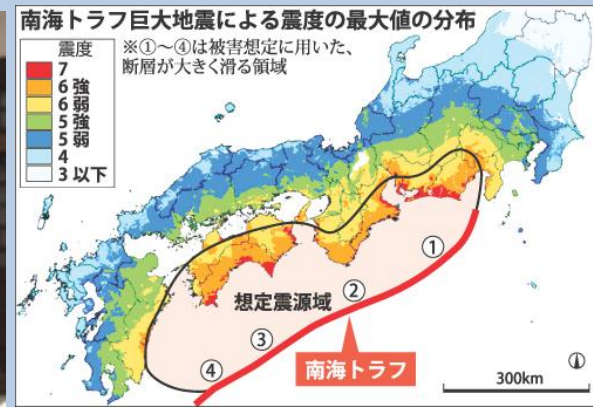 南海トラフ巨大地震による震度の最大値の分布
震度
7
6 強
6 弱
5 強
5 弱
4
3 以下
※①〜④は被害想定に用いた、
断層が大きく滑る領域
①
②
想定震源域
③
④
南海トラフ
300km